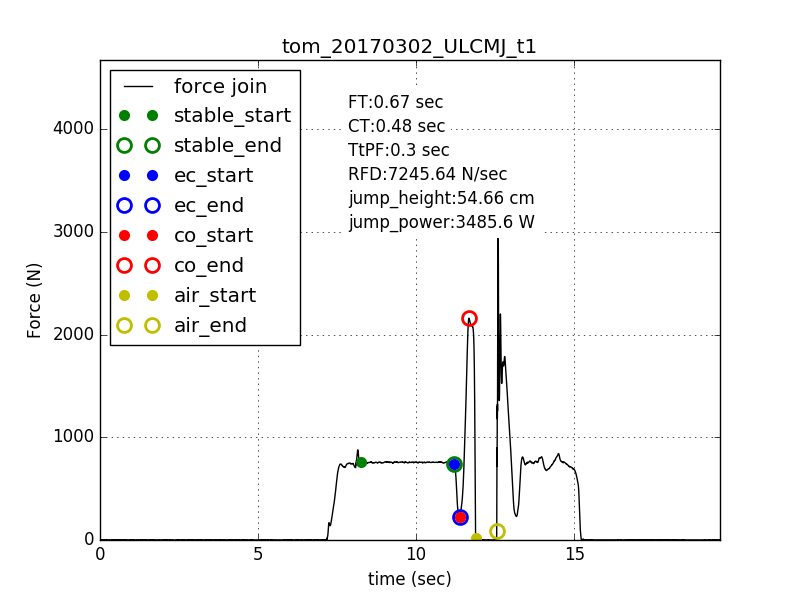 tom_20170302_ULCMJ_t1
force join
stable_start
stable_end
ec_start
ec_end
co_start
co_end
air_start
air_end
FT:0.67 sec
CT:0.48 sec
TtPF:0.3 sec
RFD:7245.64 N/sec
jump_height:54.66 cm
jump_power:3485.6 W
Force (N)
4000
3000
2000
1000
0
0 5 10 15
time (sec)